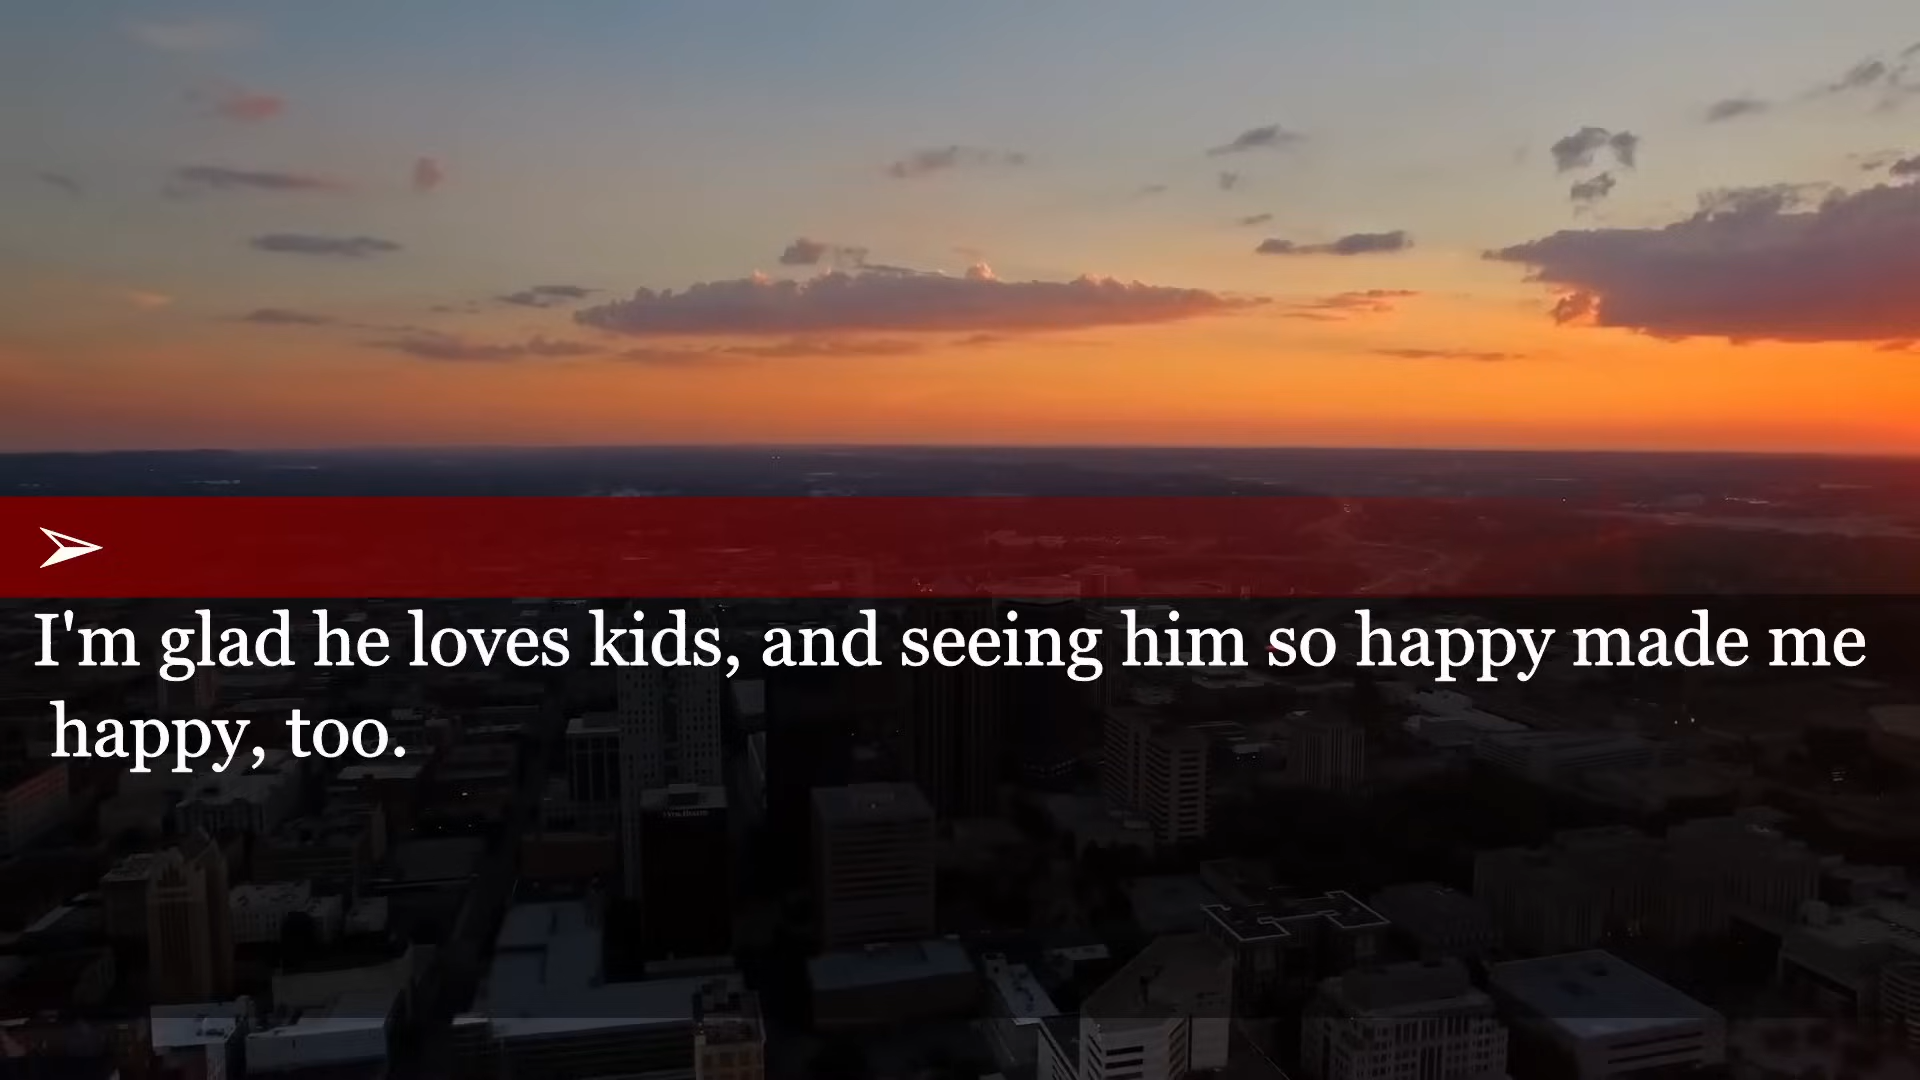 I'm glad he loves kids, and seeing him so happy made me
happy, too.